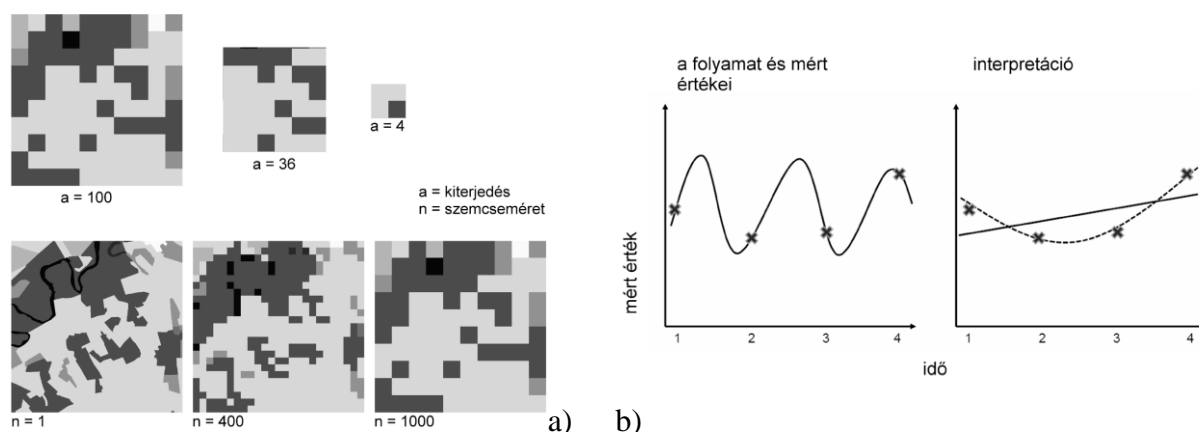 a = 100
a = 36
a = 4
a = kiterjedés
n = szemcseméret
n = 1
n = 400
n = 1000
a)
b)
a folyamat és mért
értékei
interpretáció
mért érték
1 2 3 4
1 2 3 4
idő